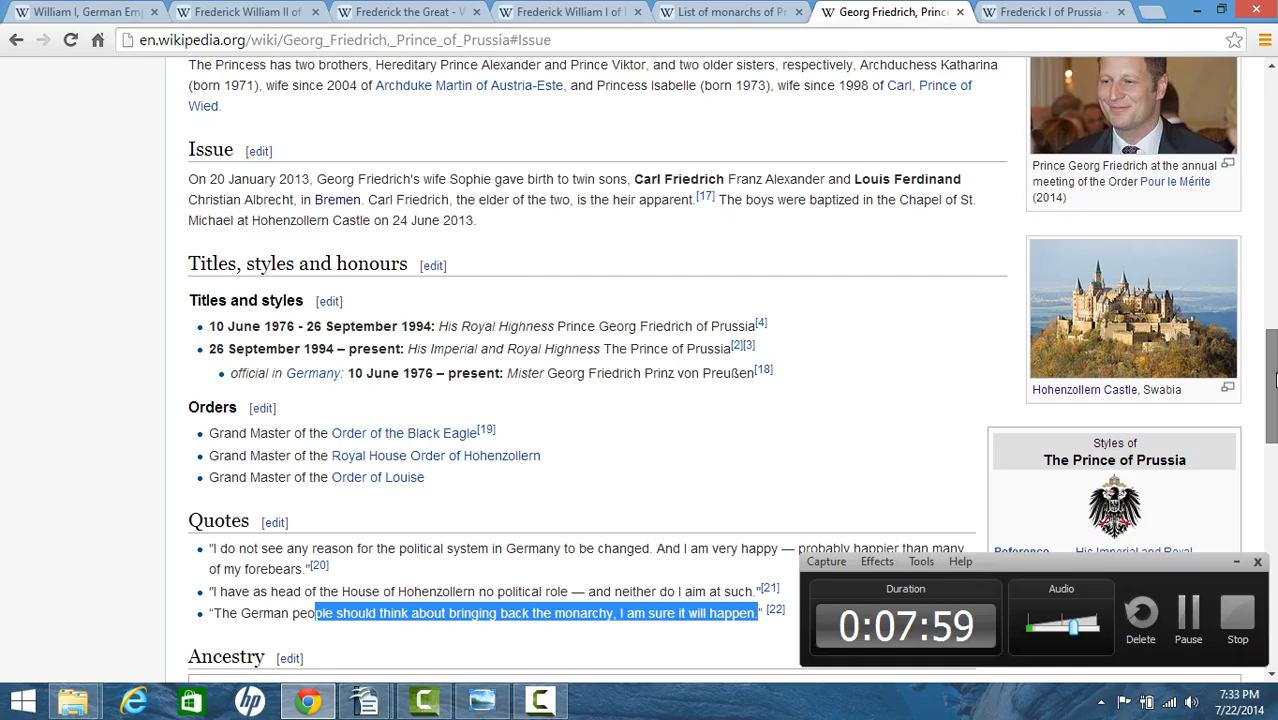 William I, German Emp
Frederick William II of
Frederick the Great - W
Frederick William I of I
List of monarchs of Pr
Georg Friedrich, Prince
Frederick I of Prussia -
en.wikipedia.org/wiki/Georg_Friedrich,_Prince_of_Prussia#Issue
The Princess has two brothers, Hereditary Prince Alexander and Prince Viktor, and two older sisters, respectively, Archduchess Katharina
(born 1971), wife since 2004 of Archduke Martin of Austria-Este, and Princess Isabelle (born 1973), wife since 1998 of Carl, Prince of
Wied.
Issue [edit]
On 20 January 2013, Georg Friedrich's wife Sophie gave birth to twin sons, Carl Friedrich Franz Alexander and Louis Ferdinand
Christian Albrecht, in Bremen. Carl Friedrich, the elder of the two, is the heir apparent.[17] The boys were baptized in the Chapel of St.
Michael at Hohenzollern Castle on 24 June 2013.
Titles, styles and honours [edit]
Titles and styles [edit]
10 June 1976 - 26 September 1994: His Royal Highness Prince Georg Friedrich of Prussia[4]
26 September 1994 – present: His Imperial and Royal Highness The Prince of Prussia[2][3]
official in Germany: 10 June 1976 – present: Mister Georg Friedrich Prinz von Preußen[18]
Orders [edit]
Grand Master of the Order of the Black Eagle[19]
Grand Master of the Royal House Order of Hohenzollern
Grand Master of the Order of Louise
Quotes [edit]
"I do not see any reason for the political system in Germany to be changed. And I am very happy — probably happier than many
of my forebears."[20]
"I have as head of the House of Hohenzollern no political role — and neither do I aim at such."[21]
"The German people should think about bringing back the monarchy, I am sure it will happen." [22]
Ancestry [edit]
Prince Georg Friedrich at the annual
meeting of the Order Pour le Mérite
(2014)
Hohenzollern Castle, Swabia
Styles of
The Prince of Prussia
Reference His Imperial and Royal
Capture Effects Tools Help
Duration
0:07:59
Audio
Delete
Pause
Stop
7:33 PM
7/22/2014